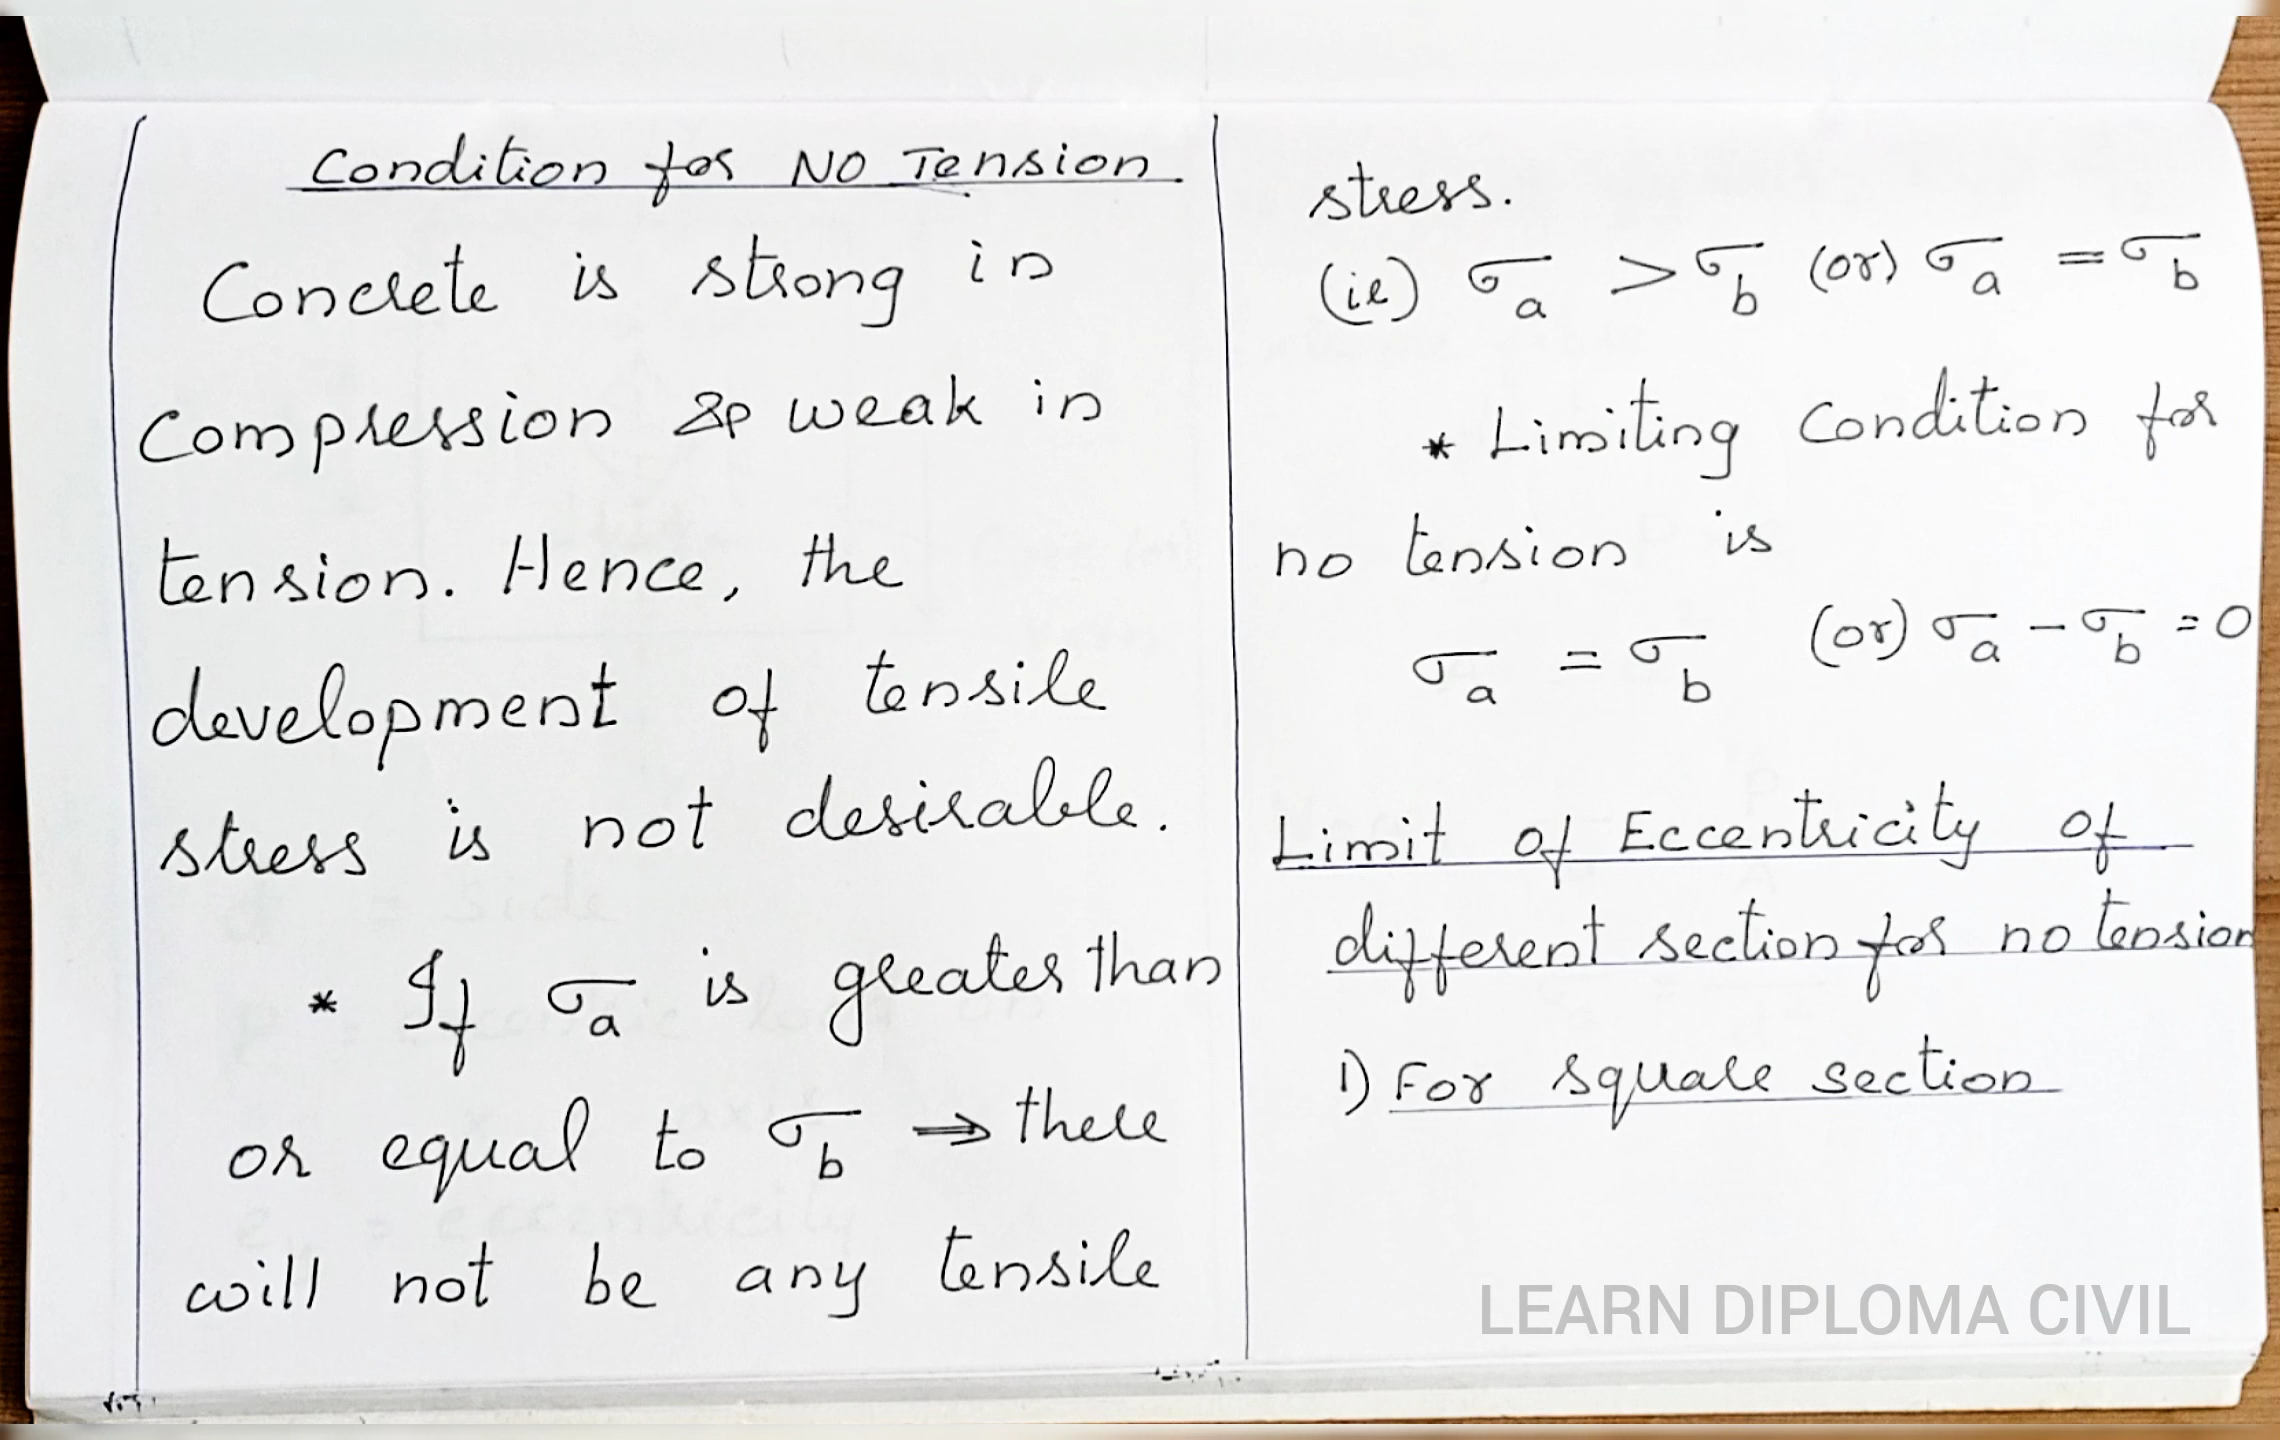 Condition for NO Tension
Concrete is strong in
Compression & weak in
tension. Hence, the
development of tensile
stress is not desirable.
* If σa is greater than
or equal to σb ⇒ there
will not be any tensile
stress.
(ie) σa > σb (or) σa = σb
* Limiting Condition for
no tension is
σa = σb (or) σa - σb = 0
Limit of Eccentricity of
different section for no tension
1) For square section
LEARN DIPLOMA CIVIL